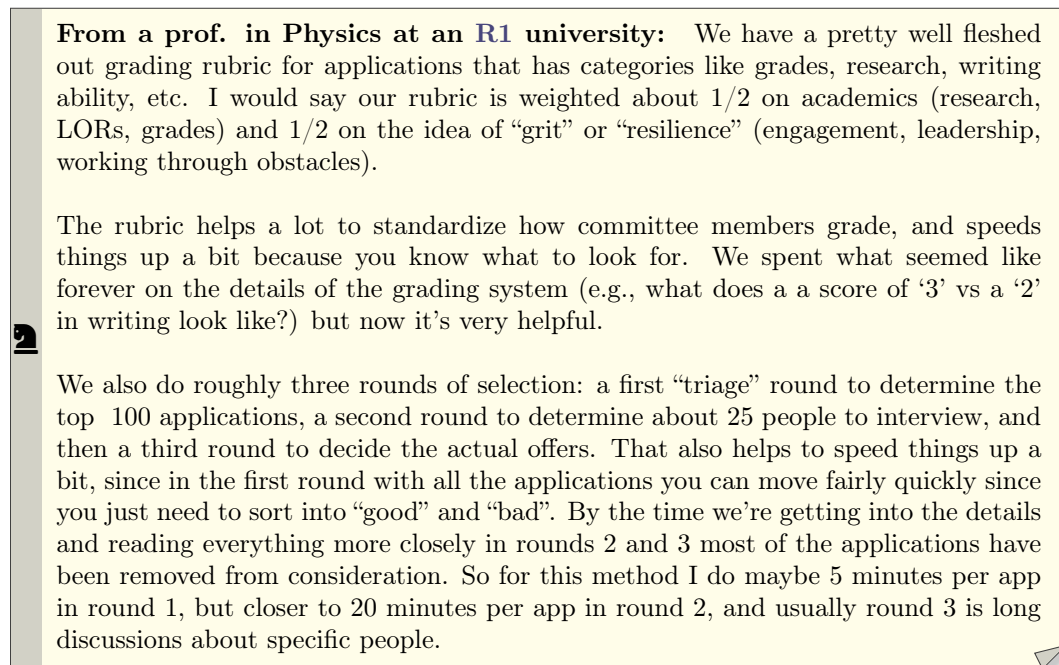 From a prof. in Physics at an R1 university: We have a pretty well fleshed
out grading rubric for applications that has categories like grades, research, writing
ability, etc. I would say our rubric is weighted about 1/2 on academics (research,
LORs, grades) and 1/2 on the idea of “grit” or “resilience” (engagement, leadership,
working through obstacles).
The rubric helps a lot to standardize how committee members grade, and speeds
things up a bit because you know what to look for. We spent what seemed like
forever on the details of the grading system (e.g., what does a a score of ‘3’ vs a ‘2’
in writing look like?) but now it's very helpful.
We also do roughly three rounds of selection: a first “triage” round to determine the
top 100 applications, a second round to determine about 25 people to interview, and
then a third round to decide the actual offers. That also helps to speed things up a
bit, since in the first round with all the applications you can move fairly quickly since
you just need to sort into “good” and “bad”. By the time we're getting into the details
and reading everything more closely in rounds 2 and 3 most of the applications have
been removed from consideration. So for this method I do maybe 5 minutes per app
in round 1, but closer to 20 minutes per app in round 2, and usually round 3 is long
discussions about specific people.